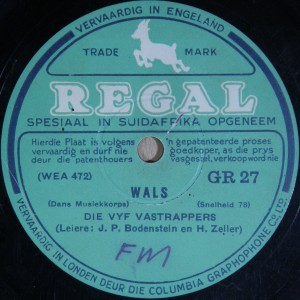 VERVAARDIG IN ENGELAND
TRADE MARK
REGAL
SPESIAAL IN SUIDAFRIKA OPGENEEM
Hierdie Plaat is volgens 'n gepatenteerde proses
vervaardig en durf nie goedkoper, as die prys
deur die patenthouers vasgestel, verkoop word nie
(WEA 472) WALS GR 27
(Dans Musiekkorps) (Snelheid 78)
DIE VYF VASTRAPPERS
(Leiers: J. P. Bodenstein en H. Zeller)
FM
VERVAARDIG IN LONDEN DEUR DIE COLUMBIA GRAPHOPHONE CO. LTD.